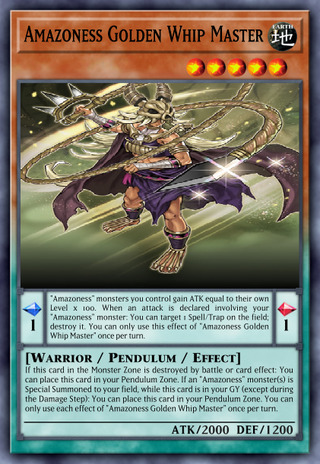 Amazoness Golden Whip Master
EARTH
地
"Amazoness" monsters you control gain ATK equal to their own
Level x 100. When an attack is declared involving your
"Amazoness" monster: You can target 1 Spell/Trap on the field;
destroy it. You can only use this effect of "Amazoness Golden
Whip Master" once per turn.
1
1
[Warrior / Pendulum / Effect]
If this card in the Monster Zone is destroyed by battle or card effect: You
can place this card in your Pendulum Zone. If an "Amazoness" monster(s) is
Special Summoned to your field, while this card is in your GY (except during
the Damage Step): You can place this card in your Pendulum Zone. You can
only use each effect of "Amazoness Golden Whip Master" once per turn.
ATK/2000 DEF/1200